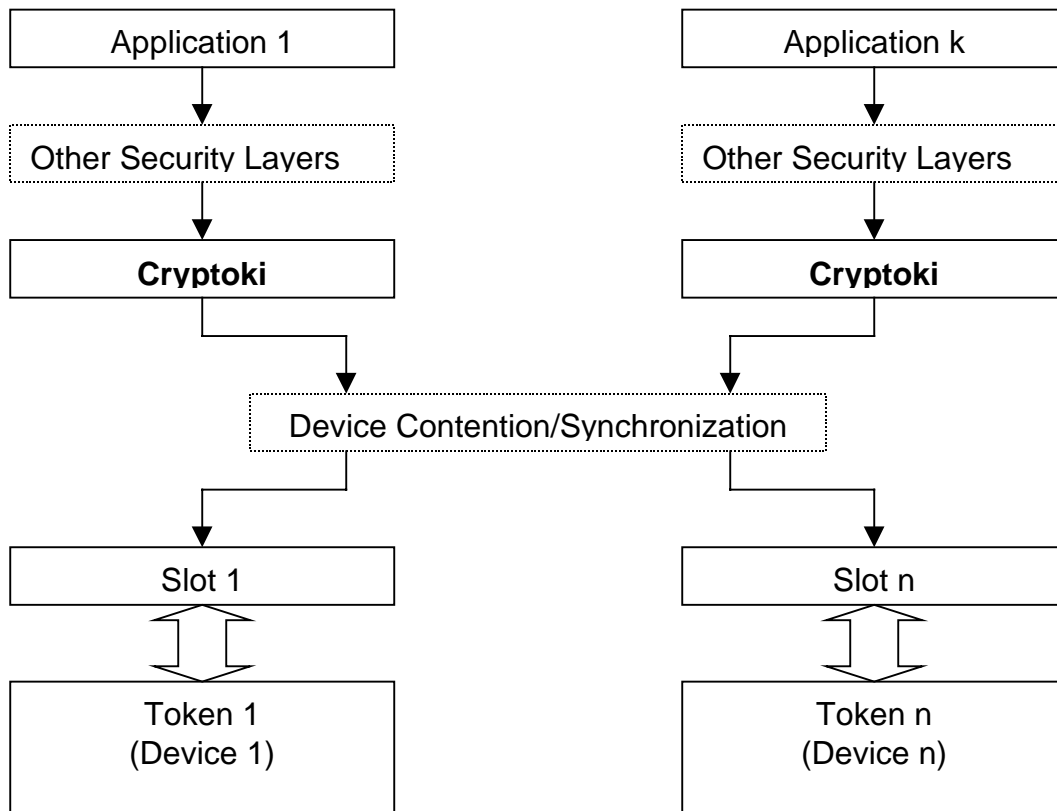 Application 1
Application k
Other Security Layers
Other Security Layers
Cryptoki
Cryptoki
Device Contention/Synchronization
Slot 1
Slot n
Token 1
(Device 1)
Token n
(Device n)